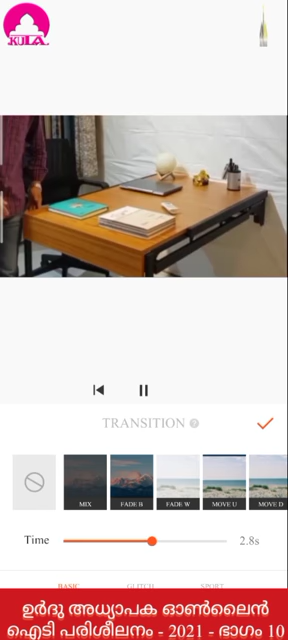 KUTA
TRANSITION ?
MIX
FADE B
FADE W
MOVE U
MOVE D
Time
2.8s
BASIC
GLITCH
SPORT
ഉർദു അധ്യാപക ഓൺലൈൻ
ഐടി പരിശീലനം - 2021 - ഭാഗം 10